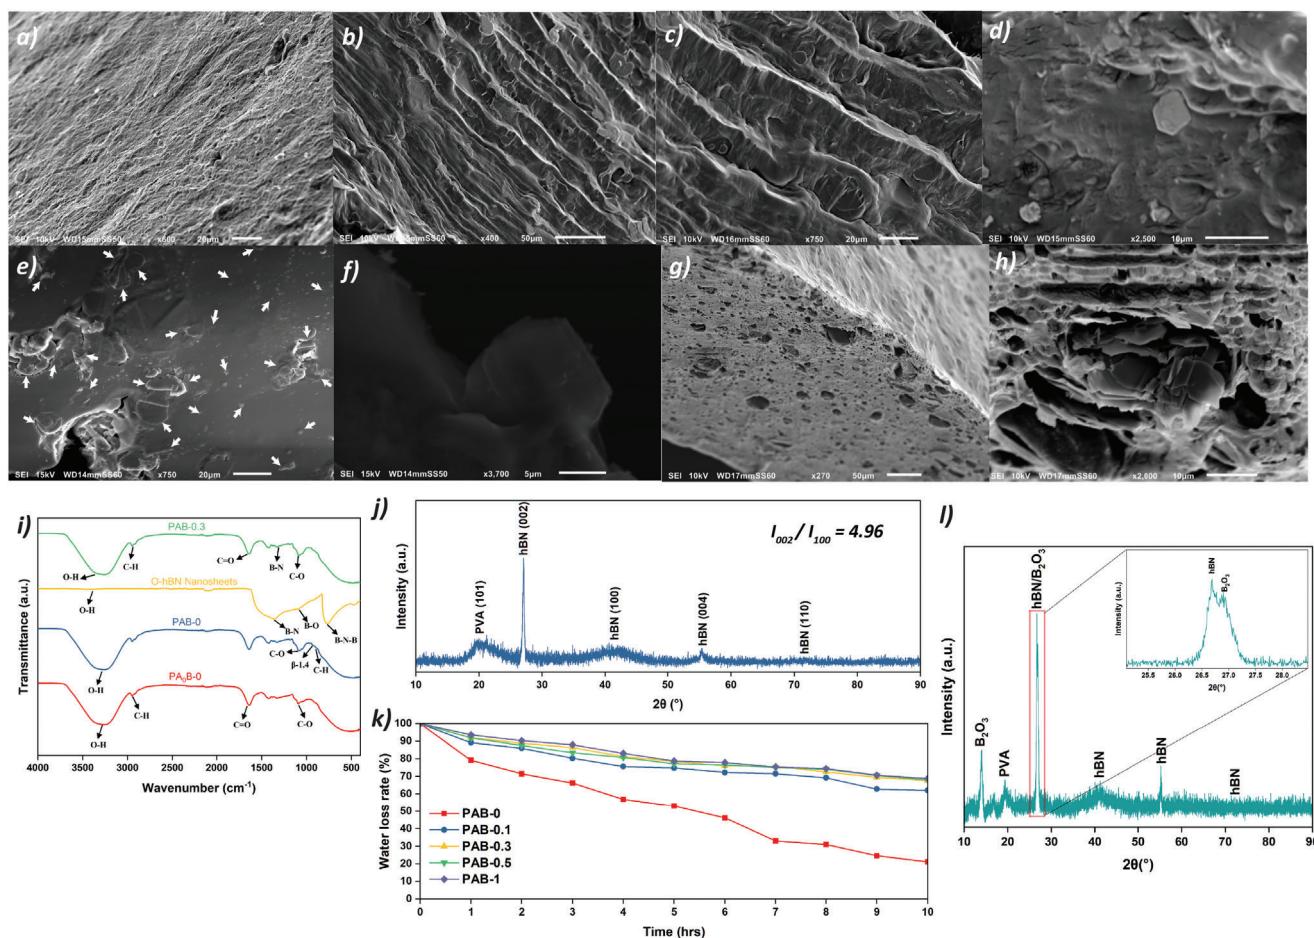 a)
SEI 10kV WD15mmSS50 x600 20μm
b)
SEI 10kV WD15mmSS60 x400 50μm
c)
SEI 10kV WD16mmSS60 x750 20μm
d)
SEI 10kV WD15mmSS60 x2,500 10μm
e)
SEI 15kV WD14mmSS60 x750 20μm
f)
SEI 15kV WD14mmSS50 x3,700 5μm
g)
SEI 10kV WD17mmSS60 x270 50μm
h)
SEI 10kV WD17mmSS60 x2,000 10μm
i)
Transmittance (a.u.)
PAB-0.3
O-H
C-H
C=O
B-N
C-O
O-hBN Nanosheets
O-H
B-N
B-O
B-N-B
PAB-0
O-H
C-O
β-1,4
C-H
PA₀B-0
O-H
C-H
C=O
C-O
4000 3500 3000 2500 2000 1500 1000 500
Wavenumber (cm⁻¹)
j)
I₀₀₂ / I₁₀₀ = 4.96
Intensity (a.u.)
PVA (101)
hBN (002)
hBN (100)
hBN (004)
hBN (110)
10 20 30 40 50 60 70 80 90
2θ(°)
k)
Water loss rate (%)
100
90
80
70
60
50
40
30
20
10
0
PAB-0
PAB-0.1
PAB-0.3
PAB-0.5
PAB-1
0 1 2 3 4 5 6 7 8 9 10
Time (hrs)
l)
Intensity (a.u.)
B₂O₃
PVA
hBN/B₂O₃
hBN
hBN
hBN
Intensity (a.u.)
hBN
B₂O₃
25.5 26.0 26.5 27.0 27.5 28.0
2θ(°)
10 20 30 40 50 60 70 80 90
2θ(°)